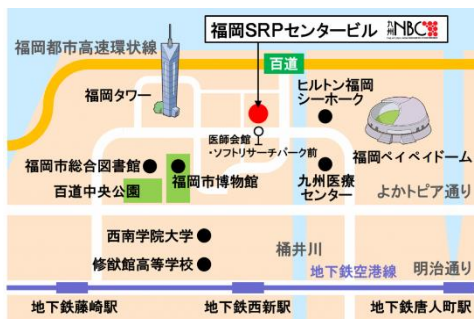 福岡SRPセンタービル 九州 NBC
福岡都市高速環状線
百道
福岡タワー
ヒルトン福岡
シーホーク
医師会館
・ソフトリサーチパーク前
福岡ペイペイドーム
福岡市総合図書館
福岡市博物館
九州医療
センター
百道中央公園
よかトピア通り
西南学院大学
樋井川
修猷館高等学校
明治通り
地下鉄空港線
地下鉄藤崎駅
地下鉄西新駅
地下鉄唐人町駅